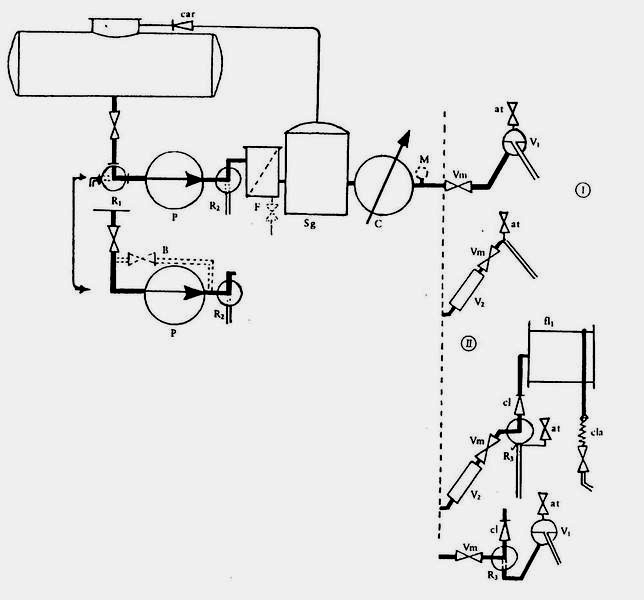 car
at
V1
M
Vm
I
R1
P
R2
F
Sg
C
at
B
Vm
V2
P
R2
II
fl1
cl
Vm
at
cla
R3
V2
at
cl
V1
Vm
R3